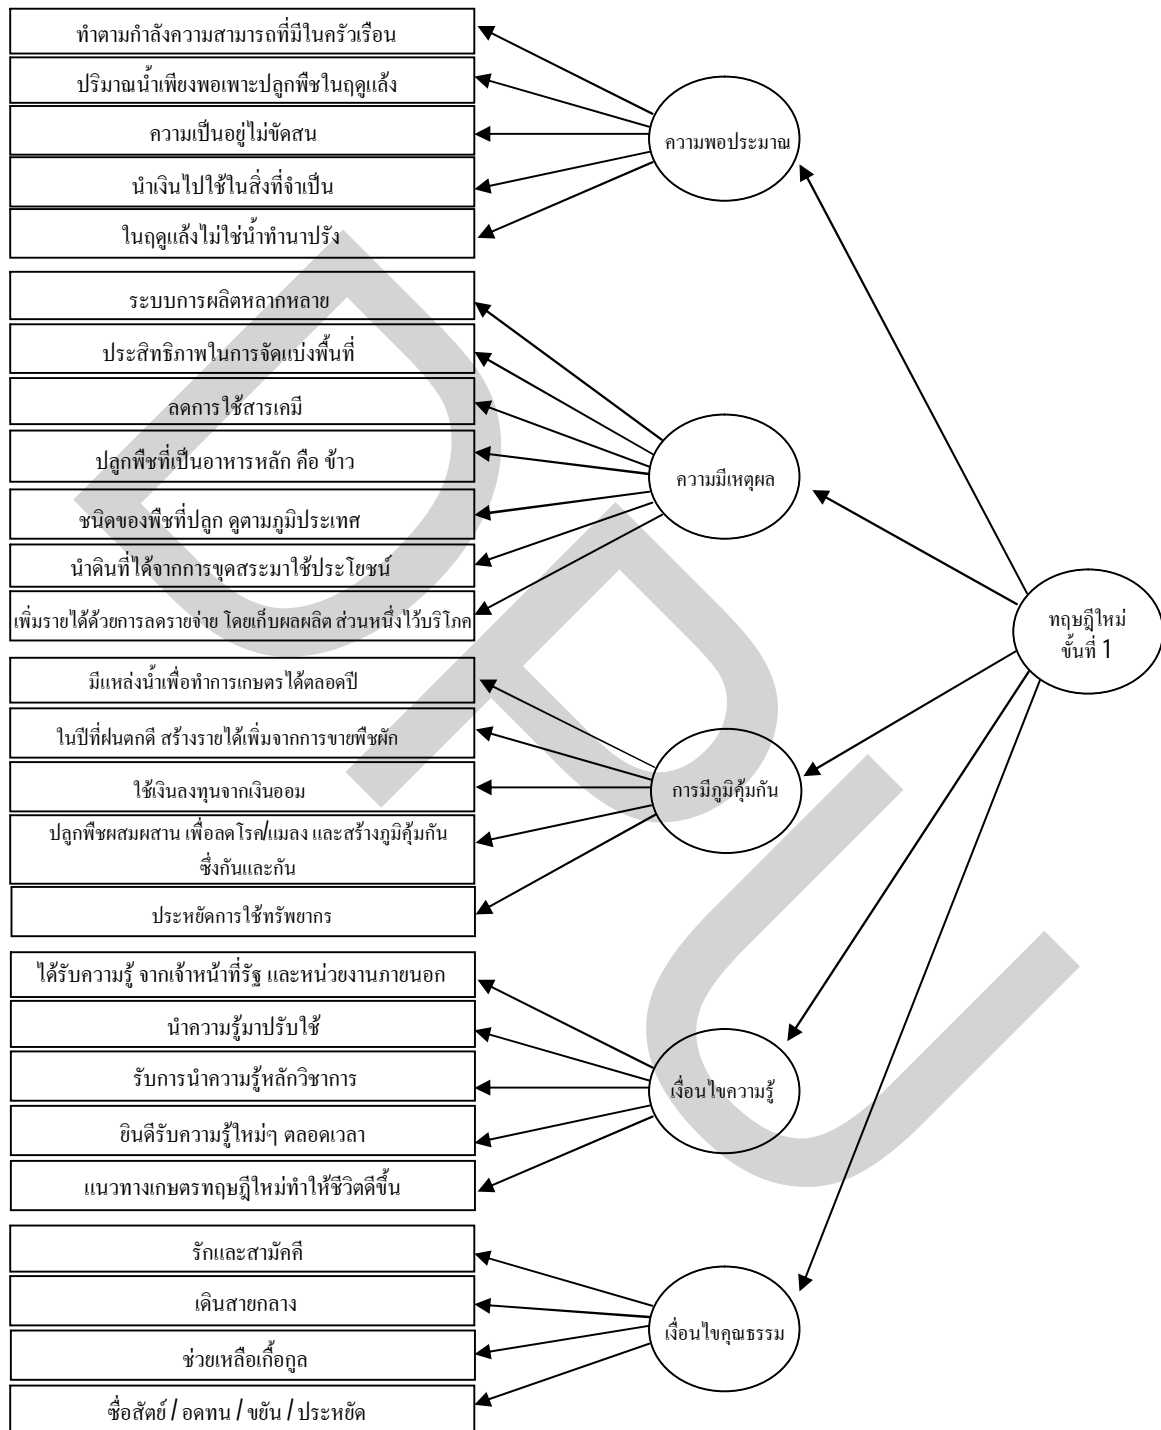 ทำตามกำลังความสามารถที่มีในครัวเรือน
ปริมาณน้ำเพียงพอเพาะปลูกพืชในฤดูแล้ง
ความเป็นอยู่ไม่ขัดสน
นำเงินไปใช้ในสิ่งที่จำเป็น
ในฤดูแล้งไม่ใช่น้ำทำนาปรัง
ความพอประมาณ
ระบบการผลิตหลากหลาย
ประสิทธิภาพในการจัดแบ่งพื้นที่
ลดการใช้สารเคมี
ปลูกพืชที่เป็นอาหารหลัก คือ ข้าว
ชนิดของพืชที่ปลูก ดูตามภูมิประเทศ
นำดินที่ได้จากการขุดสระมาใช้ประโยชน์
เพิ่มรายได้ด้วยการลดรายจ่าย โดยเก็บผลผลิต ส่วนหนึ่งไว้บริโภค
ความมีเหตุผล
ทฤษฎีใหม่
ขั้นที่ 1
มีแหล่งน้ำเพื่อทำการเกษตรได้ตลอดปี
ในปีที่ฝนตกดี สร้างรายได้เพิ่มจากการขายพืชผัก
ใช้เงินลงทุนจากเงินออม
ปลูกพืชผสมผสาน เพื่อลดโรค/แมลง และสร้างภูมิคุ้มกัน
ซึ่งกันและกัน
ประหยัดการใช้ทรัพยากร
การมีภูมิคุ้มกัน
ได้รับความรู้ จากเจ้าหน้าที่รัฐ และหน่วยงานภายนอก
นำความรู้มาปรับใช้
รับการนำความรู้หลักวิชาการ
ยินดีรับความรู้ใหม่ๆ ตลอดเวลา
แนวทางเกษตรทฤษฎีใหม่ทำให้ชีวิตดีขึ้น
เงื่อนไขความรู้
รักและสามัคคี
เดินสายกลาง
ช่วยเหลือเกื้อกูล
ซื่อสัตย์ / อดทน / ขยัน / ประหยัด
เงื่อนไขคุณธรรม
DPU